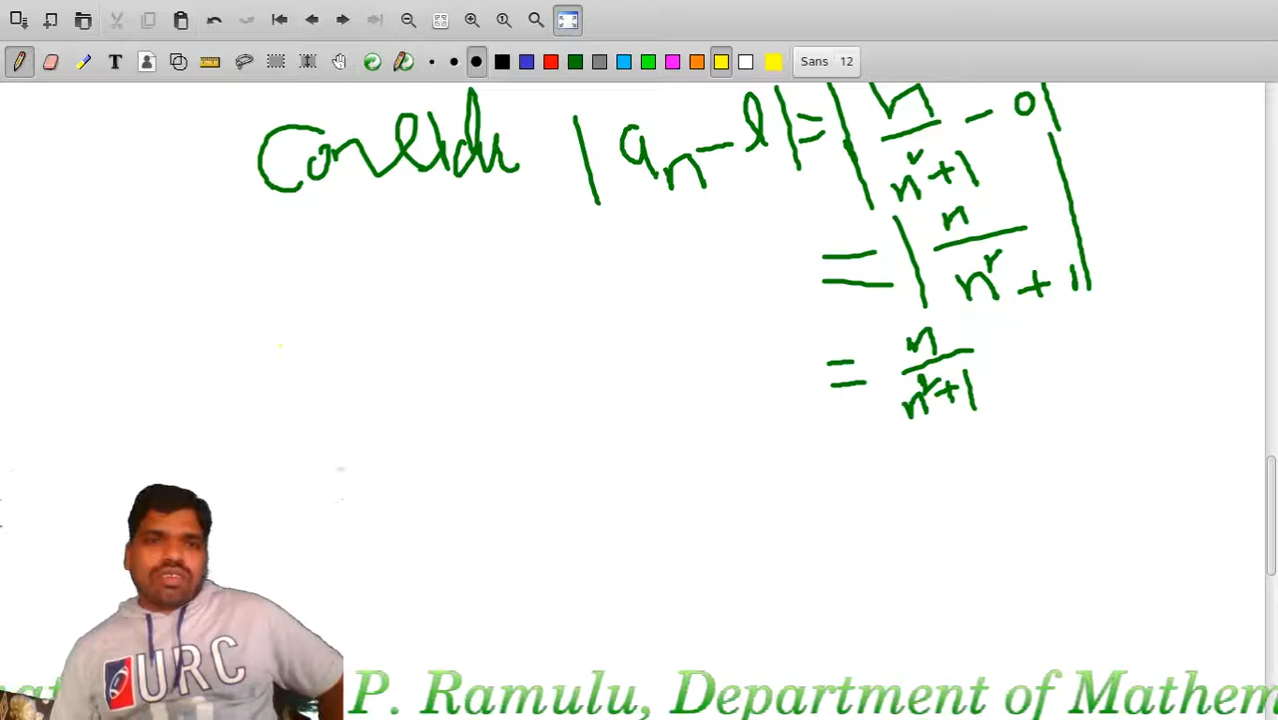 Sans 12
Consider | a_n - l | = | n/(n²+1) - 0 |
= | n/(n²+1) |
= n/(n²+1)
URC
P. Ramulu, Department of Mathem